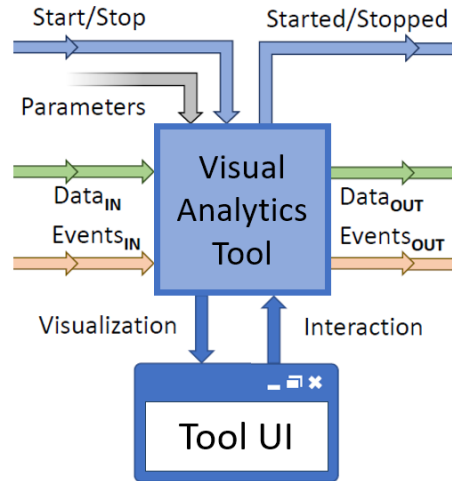 Start/Stop
Started/Stopped
Parameters
Visual
Analytics
Tool
DataIN
DataOUT
EventsIN
EventsOUT
Visualization
Interaction
Tool UI